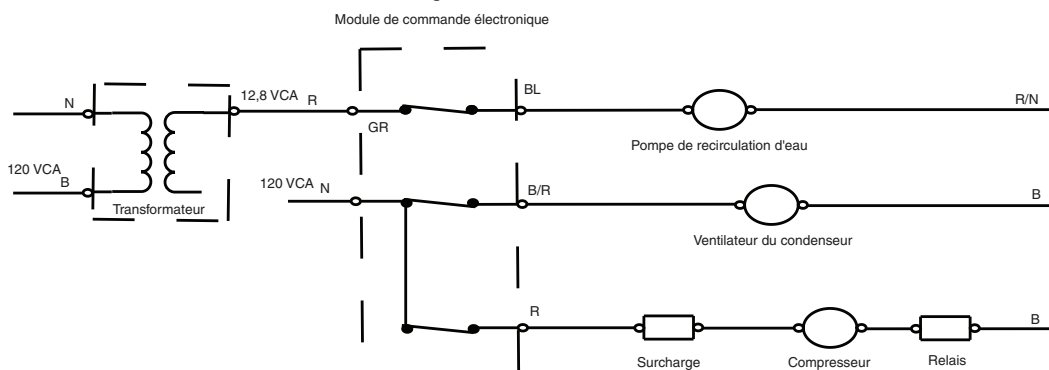 Module de commande électronique
N
12,8 VCA R
GR
BL
R/N
Pompe de recirculation d'eau
120 VCA
B
Transformateur
120 VCA N
B/R
B
Ventilateur du condenseur
R
B
Surcharge
Compresseur
Relais